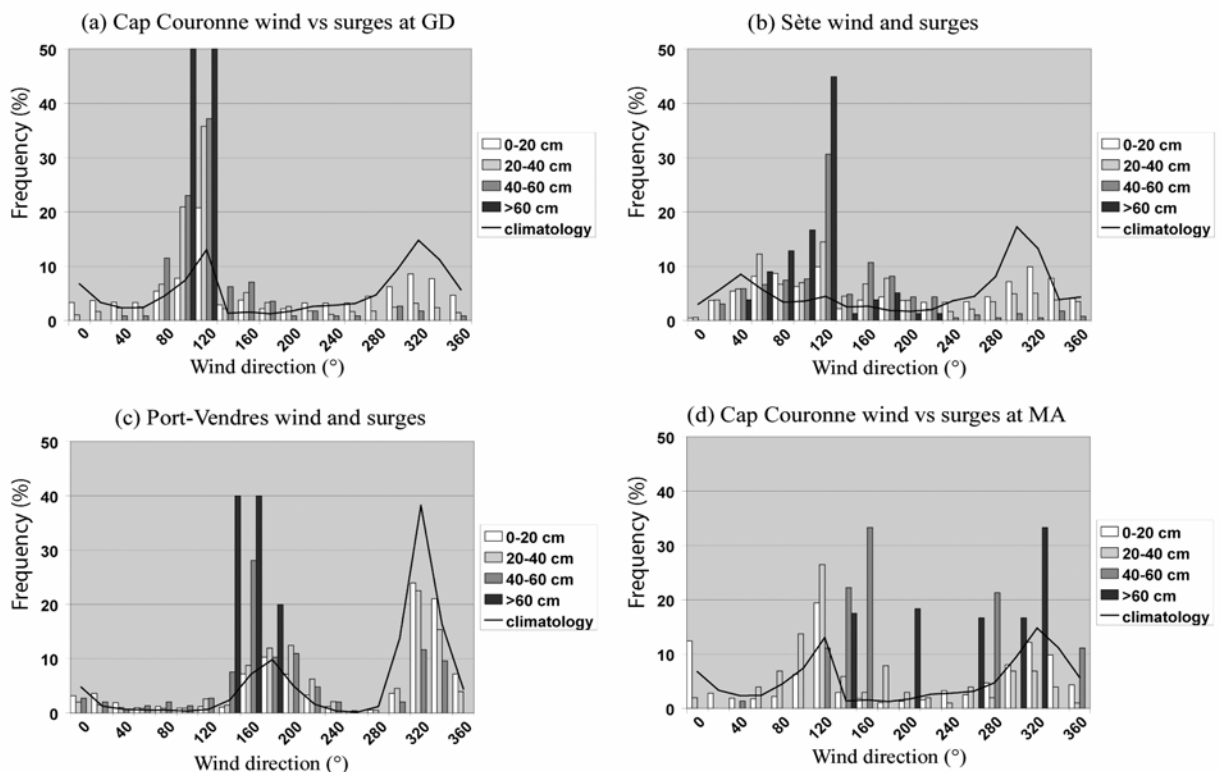 (a) Cap Couronne wind vs surges at GD
Frequency (%)
50
40
30
20
10
0
0 40 80 120 160 200 240 280 320 360
Wind direction (°)
0-20 cm
20-40 cm
40-60 cm
>60 cm
climatology
(b) Sète wind and surges
Frequency (%)
50
40
30
20
10
0
0 40 80 120 160 200 240 280 320 360
Wind direction (°)
0-20 cm
20-40 cm
40-60 cm
>60 cm
climatology
(c) Port-Vendres wind and surges
Frequency (%)
50
40
30
20
10
0
0 40 80 120 160 200 240 280 320 360
Wind direction (°)
0-20 cm
20-40 cm
40-60 cm
>60 cm
climatology
(d) Cap Couronne wind vs surges at MA
Frequency (%)
50
40
30
20
10
0
0 40 80 120 160 200 240 280 320 360
Wind direction (°)
0-20 cm
20-40 cm
40-60 cm
>60 cm
climatology